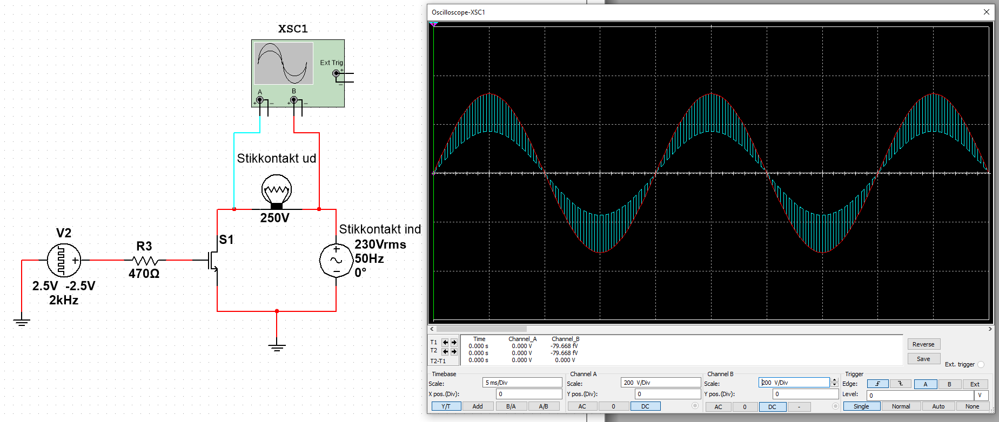 XSC1
Ext Trig
+
−
A
B
+ −
+ −
Stikkontakt ud
250V
Stikkontakt ind
230Vrms
50Hz
0°
+
−
V2
+
2.5V -2.5V
2kHz
R3
470Ω
S1
Oscilloscope-XSC1
Time Channel_A Channel_B
T1 0.000 s 0.000 V -79.668 fV
T2 0.000 s 0.000 V -79.668 fV
T2-T1 0.000 s 0.000 V 0.000 V
Reverse
Save
Ext. trigger
Timebase
Scale: 5 ms/Div
X pos.(Div): 0
Y/T Add B/A A/B
Channel A
Scale: 200 V/Div
Y pos.(Div): 0
AC 0 DC
Channel B
Scale: 200 V/Div
Y pos.(Div): 0
AC 0 DC -
Trigger
Edge: A B Ext
Level: 0 V
Single Normal Auto None